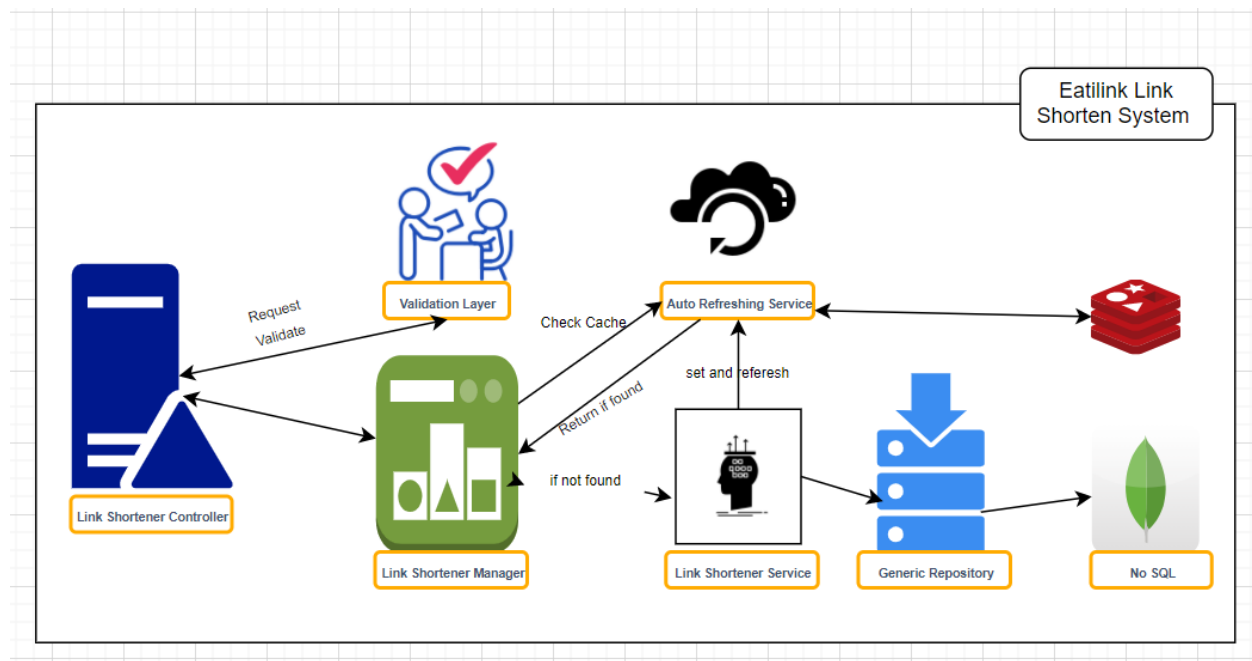 Eatilink Link
Shorten System
Request
Validate
Validation Layer
Check Cache
Auto Refreshing Service
set and referesh
Return if found
if not found
Link Shortener Controller
Link Shortener Manager
Link Shortener Service
Generic Repository
No SQL